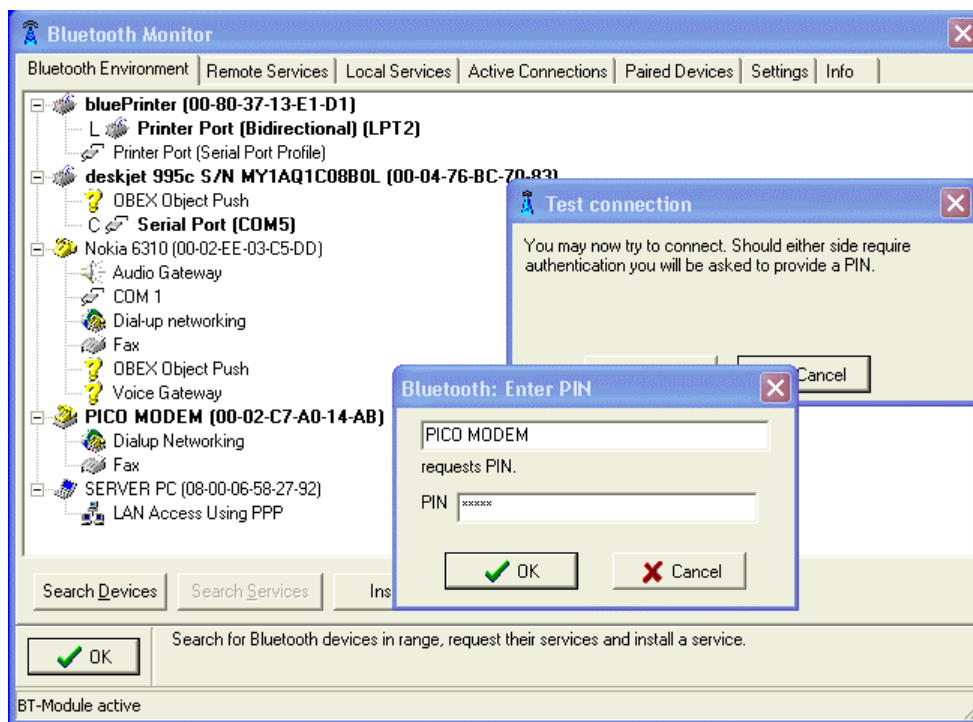 Bluetooth Monitor
Bluetooth Environment Remote Services Local Services Active Connections Paired Devices Settings Info
bluePrinter (00-80-37-13-E1-D1)
L Printer Port (Bidirectional) (LPT2)
Printer Port (Serial Port Profile)
deskjet 995c S/N MY1AQ1C08B0L (00-04-76-BC-70-83)
OBEX Object Push
C Serial Port (COM5)
Nokia 6310 (00-02-EE-03-C5-DD)
Audio Gateway
COM 1
Dial-up networking
Fax
OBEX Object Push
Voice Gateway
PICO MODEM (00-02-C7-A0-14-AB)
Dialup Networking
Fax
SERVER PC (08-00-06-58-27-92)
LAN Access Using PPP
Test connection
You may now try to connect. Should either side require
authentication you will be asked to provide a PIN.
Cancel
Bluetooth: Enter PIN
PICO MODEM
requests PIN.
PIN xxxxx
OK Cancel
Search Devices Search Services Ins
OK
Search for Bluetooth devices in range, request their services and install a service.
BT-Module active